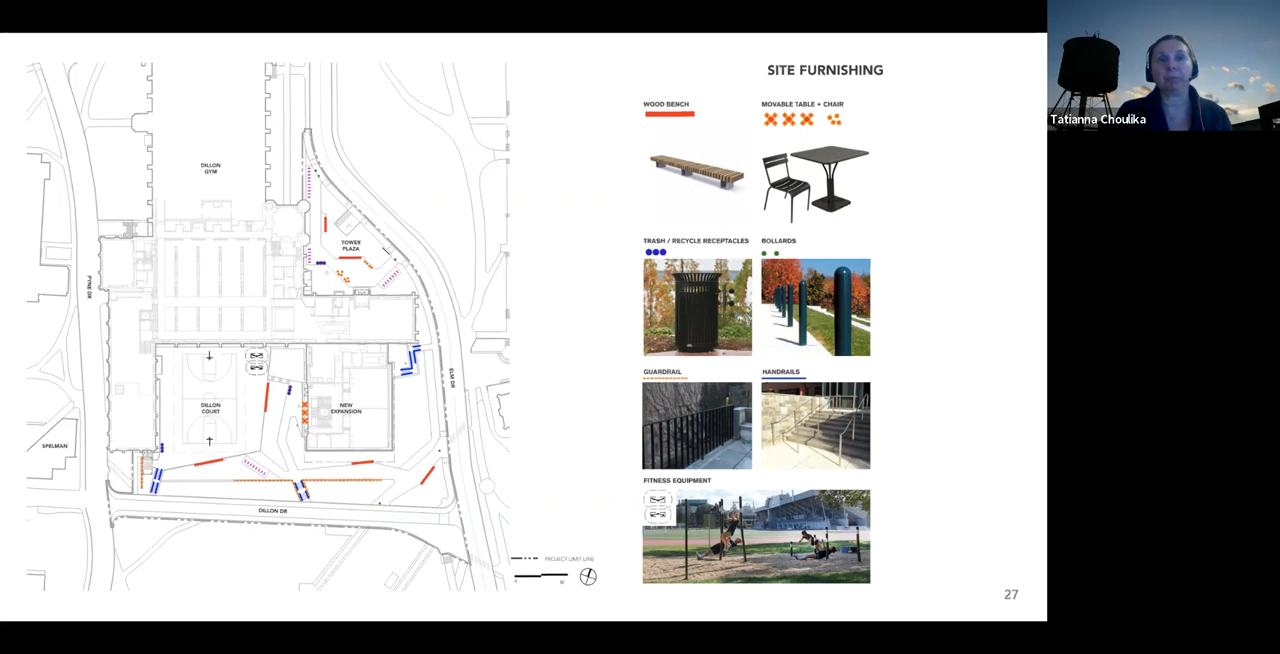 SITE FURNISHING
WOOD BENCH
MOVABLE TABLE + CHAIR
TRASH / RECYCLE RECEPTACLES
BOLLARDS
GUARDRAIL
HANDRAILS
FITNESS EQUIPMENT
DILLON
GYM
TOWER
PLAZA
PYNE DR
ELM DR
DILLON
COURT
NEW
EXPANSION
SPELMAN
DILLON DR
PROJECT LIMIT LINE
27
Tatianna Choulika